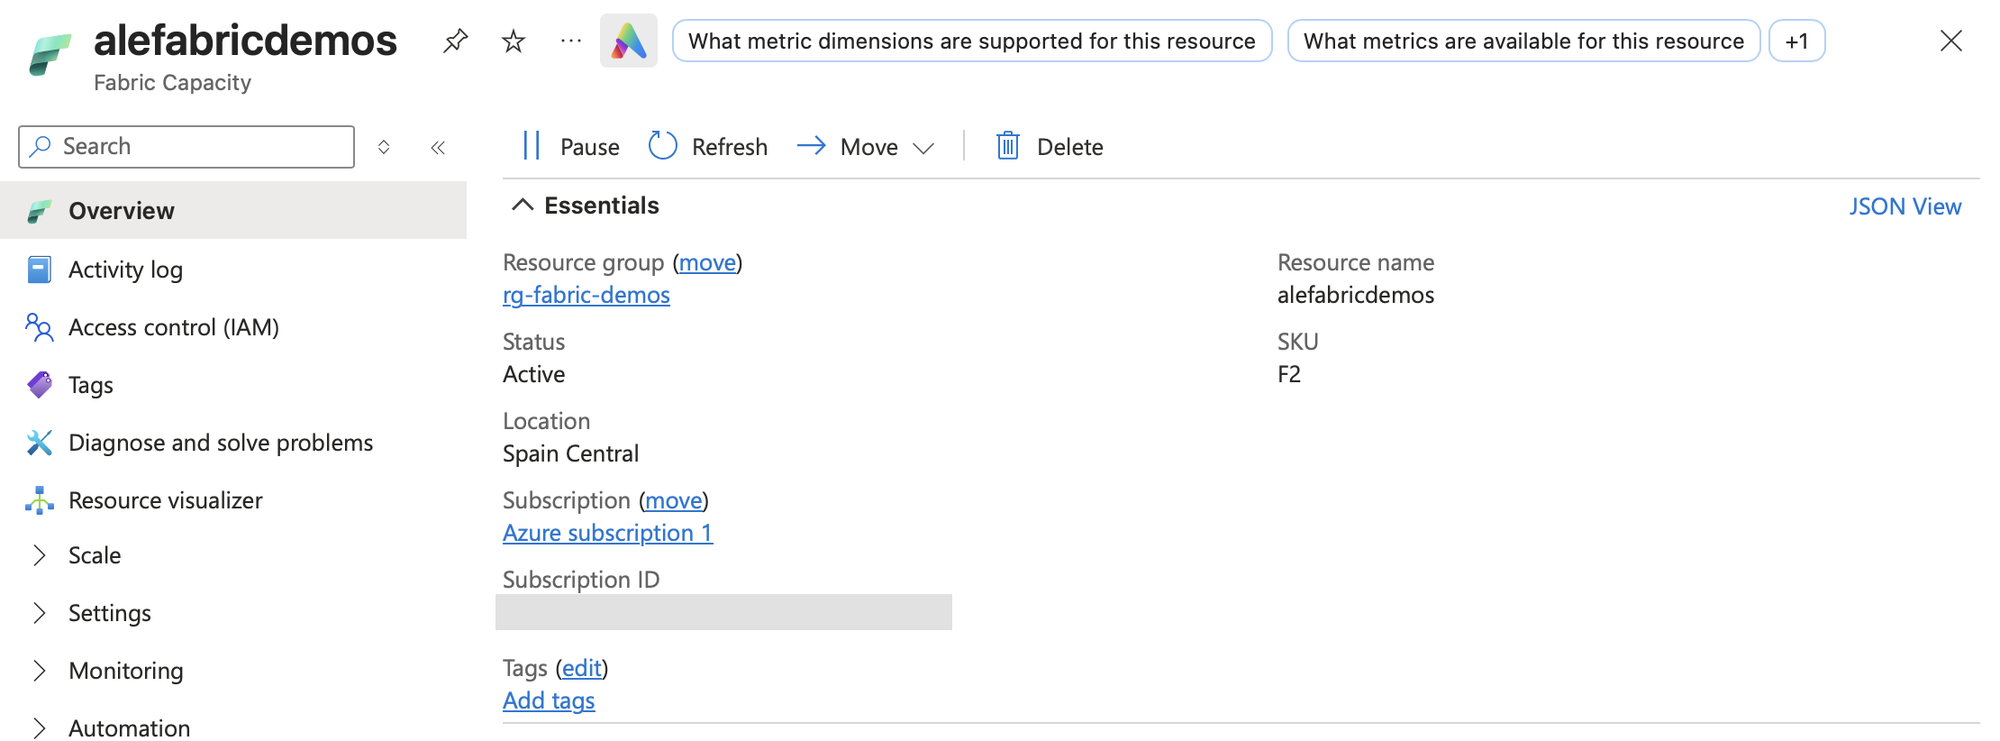 alefabricdemos
Fabric Capacity
What metric dimensions are supported for this resource
What metrics are available for this resource
+1
Search
Pause
Refresh
Move
Delete
Overview
Activity log
Access control (IAM)
Tags
Diagnose and solve problems
Resource visualizer
Scale
Settings
Monitoring
Automation
Essentials
JSON View
Resource group (move)
rg-fabric-demos
Status
Active
Location
Spain Central
Subscription (move)
Azure subscription 1
Subscription ID
Tags (edit)
Add tags
Resource name
alefabricdemos
SKU
F2